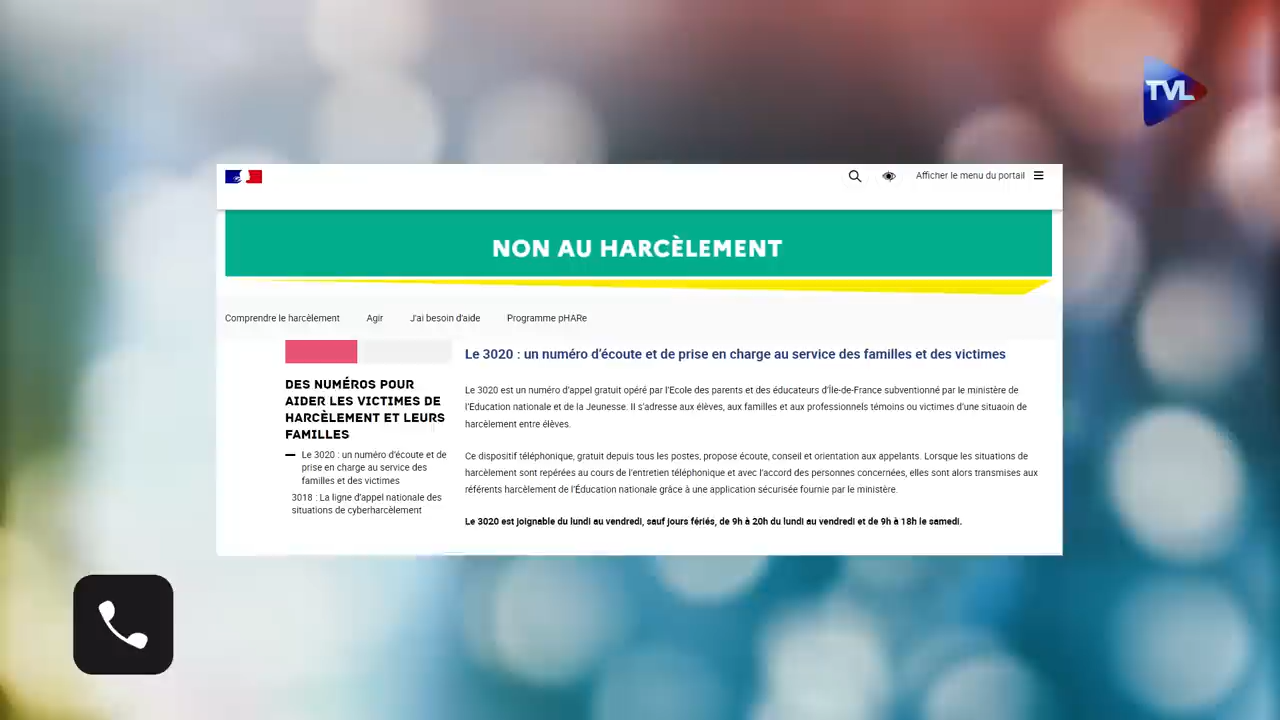 TVL
Afficher le menu du portail
NON AU HARCÈLEMENT
Comprendre le harcèlement Agir J'ai besoin d'aide Programme pHARe
DES NUMÉROS POUR
AIDER LES VICTIMES DE
HARCÈLEMENT ET LEURS
FAMILLES
Le 3020 : un numéro d'écoute et de
prise en charge au service des
familles et des victimes
3018 : La ligne d'appel nationale des
situations de cyberharcèlement
Le 3020 : un numéro d'écoute et de prise en charge au service des familles et des victimes
Le 3020 est un numéro d'appel gratuit opéré par l'Ecole des parents et des éducateurs d'Île-de-France subventionné par le ministère de
l'Education nationale et de la Jeunesse. Il s'adresse aux élèves, aux familles et aux professionnels témoins ou victimes d'une situaoin de
harcèlement entre élèves.
Ce dispositif téléphonique, gratuit depuis tous les postes, propose écoute, conseil et orientation aux appelants. Lorsque les situations de
harcèlement sont repérées au cours de l'entretien téléphonique et avec l'accord des personnes concernées, elles sont alors transmises aux
référents harcèlement de l'Éducation nationale grâce à une application sécurisée fournie par le ministère.
Le 3020 est joignable du lundi au vendredi, sauf jours fériés, de 9h à 20h du lundi au vendredi et de 9h à 18h le samedi.